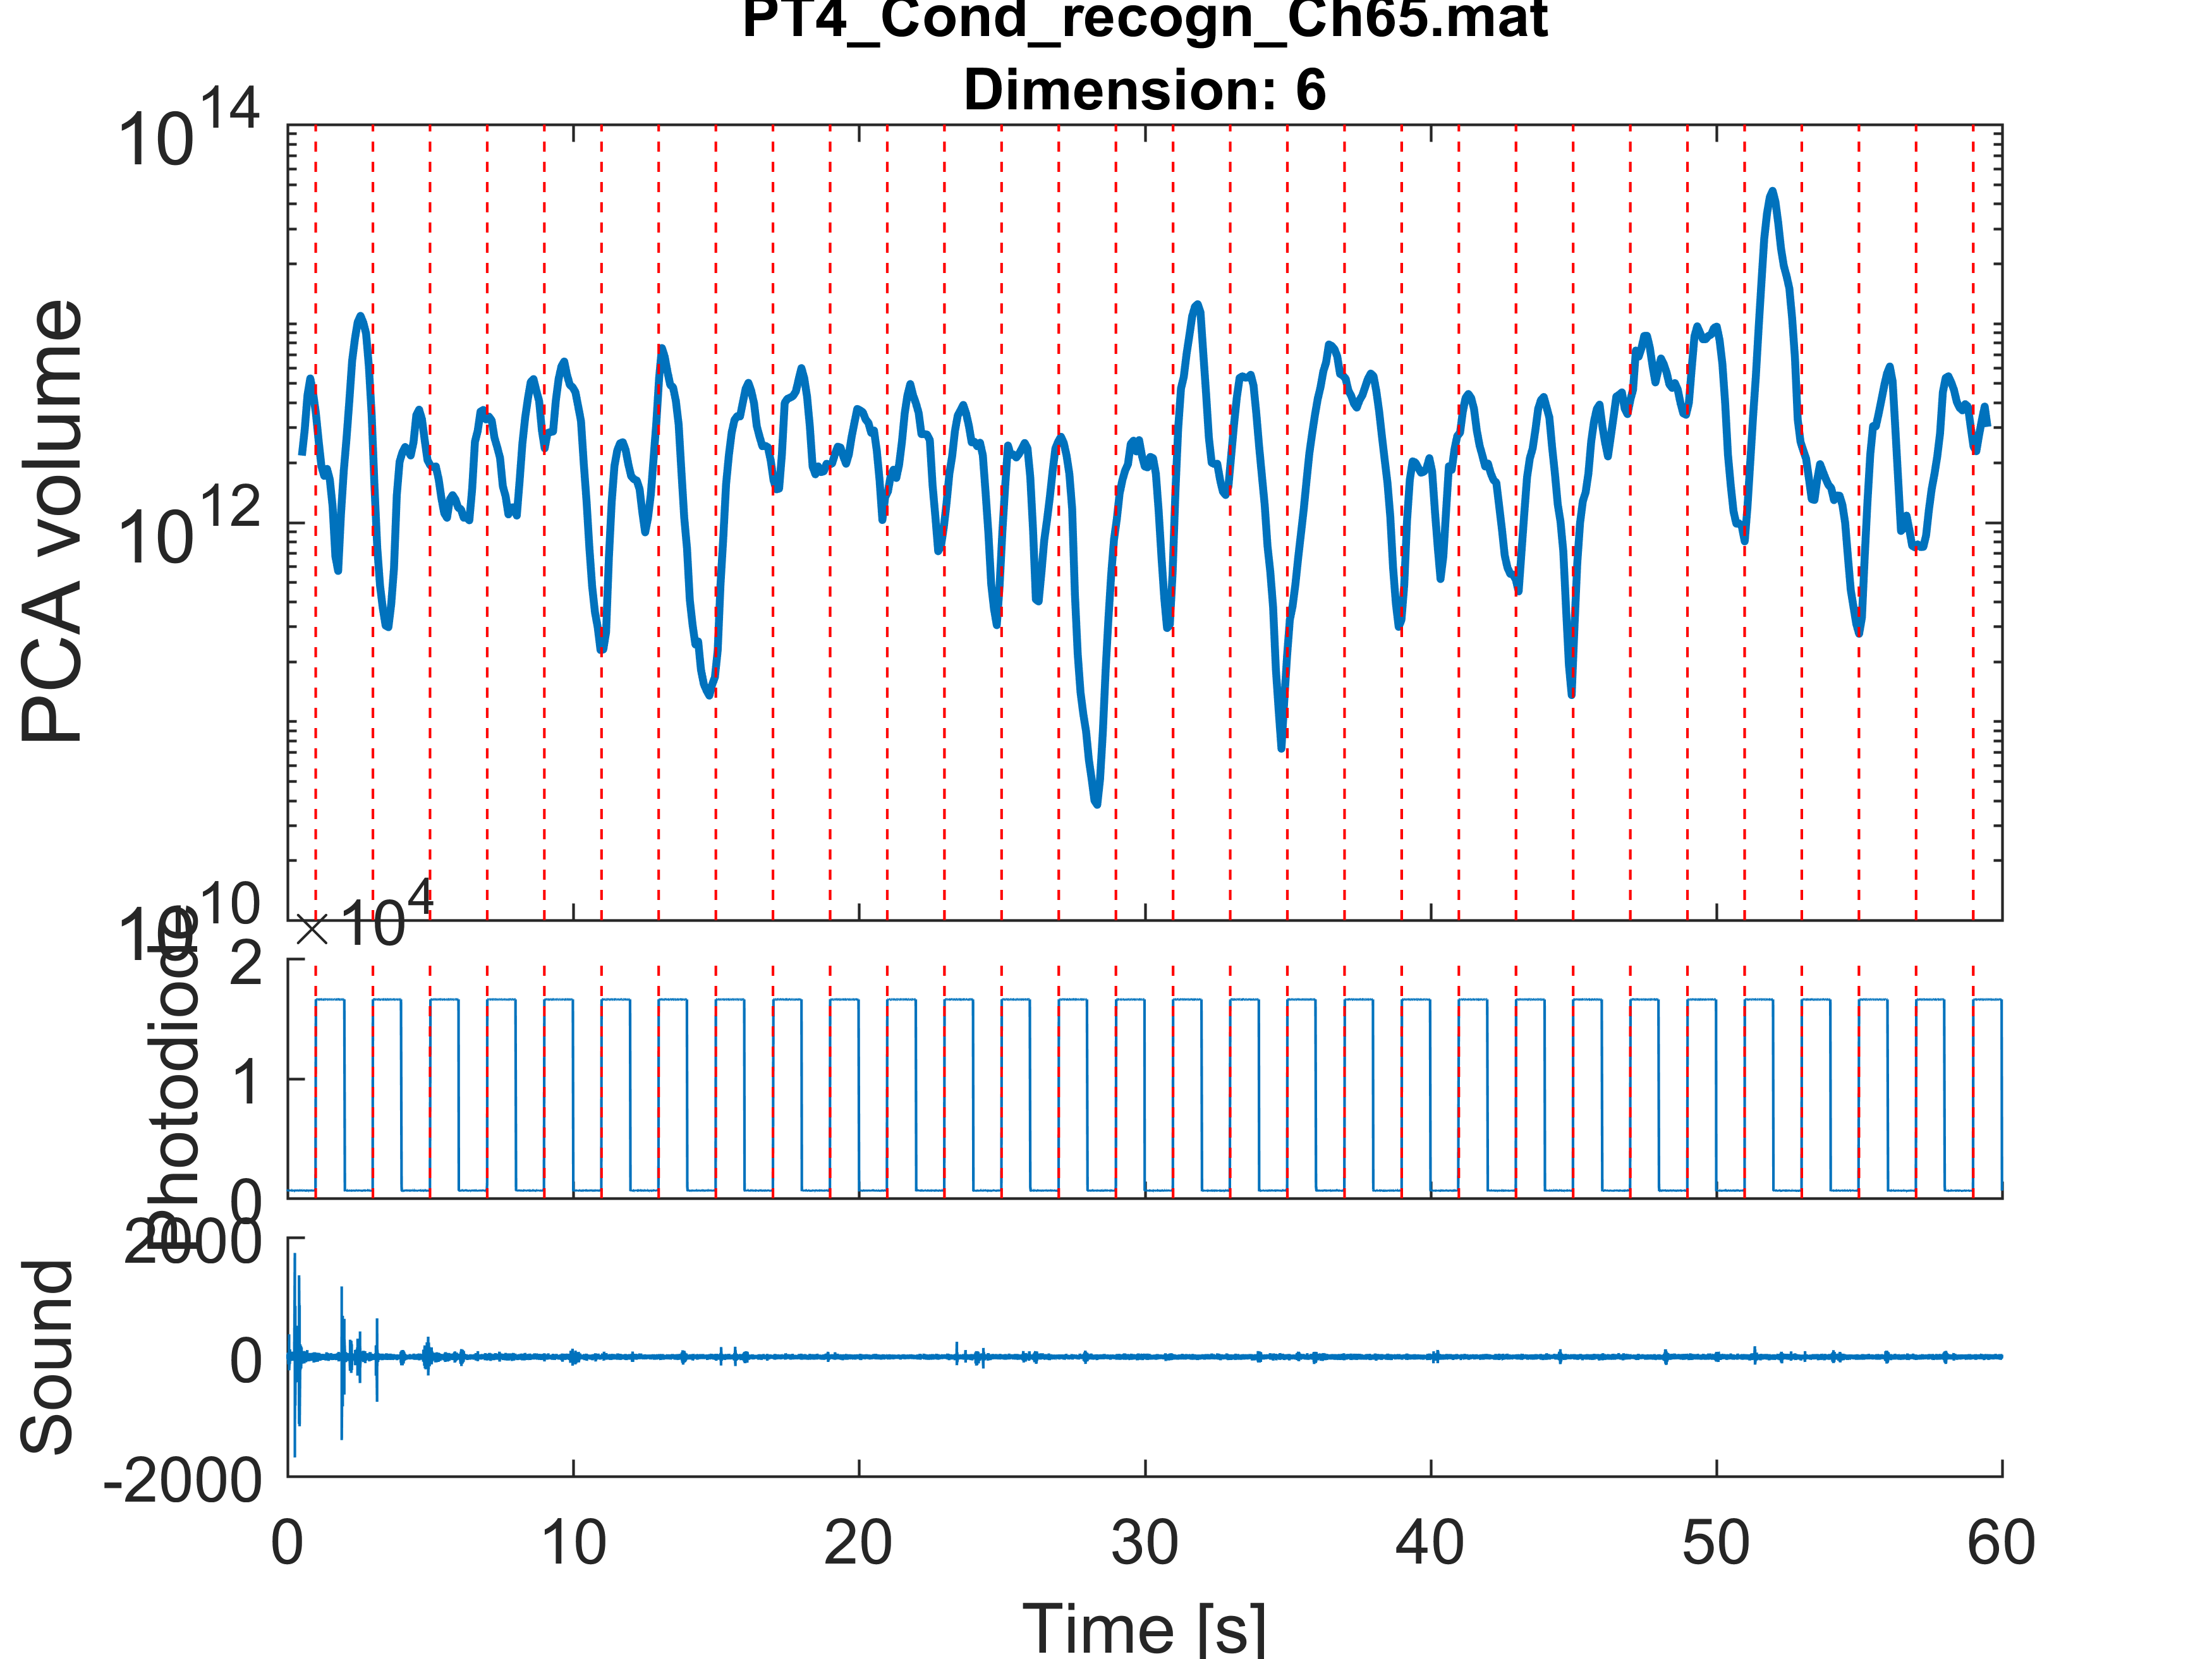 PT4_Cond_recogn_Ch65.mat
Dimension: 6
10^14
10^12
10^10
PCA volume
×10^4
2
1
0
Photodiode
2000
0
-2000
Sound
0 10 20 30 40 50 60
Time [s]